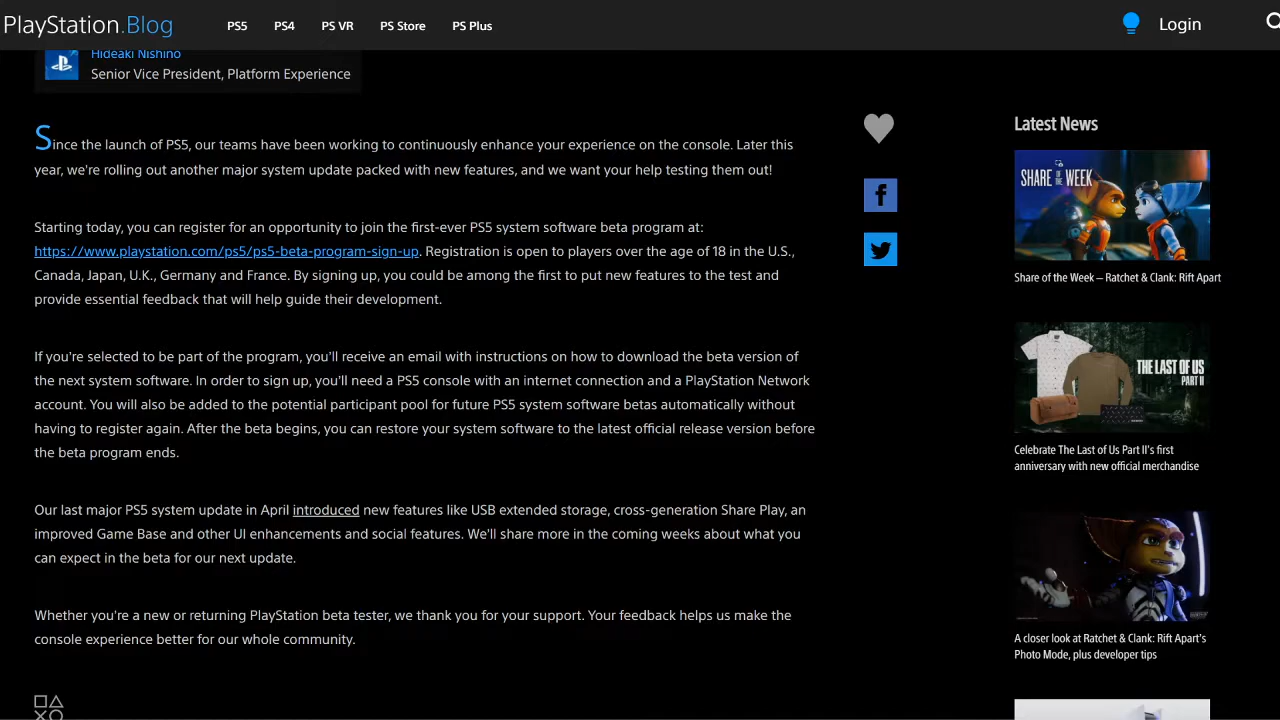 PlayStation.Blog
PS5
PS4
PS VR
PS Store
PS Plus
Login
Hideaki Nishino
Senior Vice President, Platform Experience
Since the launch of PS5, our teams have been working to continuously enhance your experience on the console. Later this
year, we're rolling out another major system update packed with new features, and we want your help testing them out!
Starting today, you can register for an opportunity to join the first-ever PS5 system software beta program at:
https://www.playstation.com/ps5/ps5-beta-program-sign-up. Registration is open to players over the age of 18 in the U.S.,
Canada, Japan, U.K., Germany and France. By signing up, you could be among the first to put new features to the test and
provide essential feedback that will help guide their development.
If you're selected to be part of the program, you'll receive an email with instructions on how to download the beta version of
the next system software. In order to sign up, you'll need a PS5 console with an internet connection and a PlayStation Network
account. You will also be added to the potential participant pool for future PS5 system software betas automatically without
having to register again. After the beta begins, you can restore your system software to the latest official release version before
the beta program ends.
Our last major PS5 system update in April introduced new features like USB extended storage, cross-generation Share Play, an
improved Game Base and other UI enhancements and social features. We'll share more in the coming weeks about what you
can expect in the beta for our next update.
Whether you're a new or returning PlayStation beta tester, we thank you for your support. Your feedback helps us make the
console experience better for our whole community.
Latest News
SHARE OF THE WEEK
Share of the Week – Ratchet & Clank: Rift Apart
THE LAST OF US
PART II
Celebrate The Last of Us Part II's first
anniversary with new official merchandise
A closer look at Ratchet & Clank: Rift Apart's
Photo Mode, plus developer tips